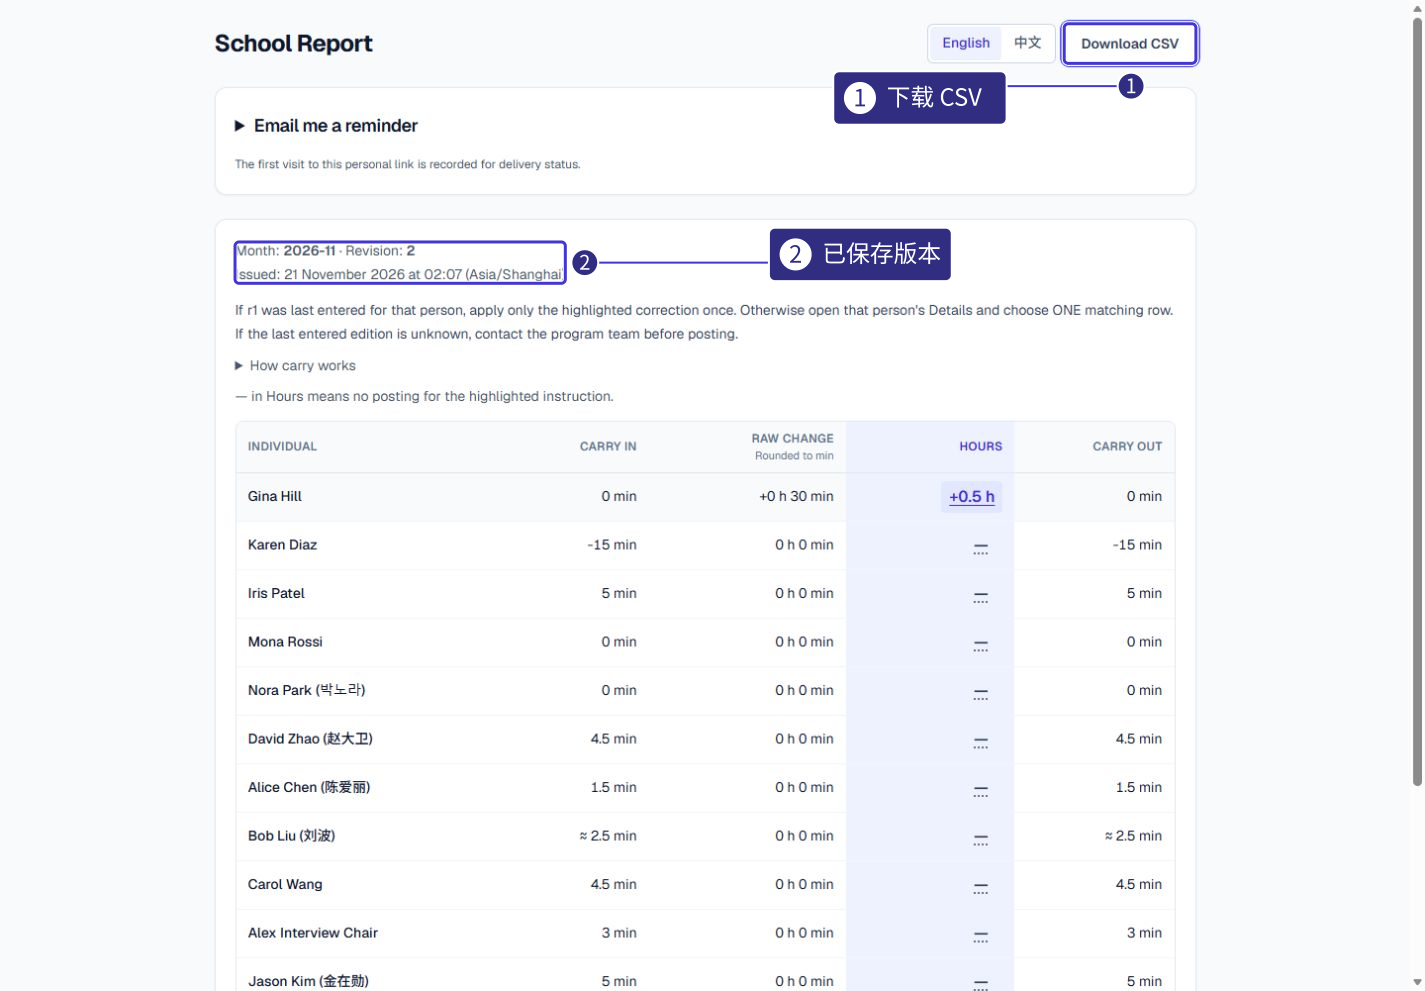 School Report
English 中文 Download CSV
1 下载 CSV 1
Email me a reminder
The first visit to this personal link is recorded for delivery status.
Month: 2026-11 · Revision: 2
ssued: 21 November 2026 at 02:07 (Asia/Shanghai
2 2 已保存版本
If r1 was last entered for that person, apply only the highlighted correction once. Otherwise open that person's Details and choose ONE matching row.
If the last entered edition is unknown, contact the program team before posting.
How carry works
— in Hours means no posting for the highlighted instruction.
INDIVIDUAL CARRY IN RAW CHANGE HOURS CARRY OUT
Rounded to min
Gina Hill 0 min +0 h 30 min +0.5 h 0 min
Karen Diaz -15 min 0 h 0 min — -15 min
Iris Patel 5 min 0 h 0 min — 5 min
Mona Rossi 0 min 0 h 0 min — 0 min
Nora Park (박노라) 0 min 0 h 0 min — 0 min
David Zhao (赵大卫) 4.5 min 0 h 0 min — 4.5 min
Alice Chen (陈爱丽) 1.5 min 0 h 0 min — 1.5 min
Bob Liu (刘波) ≈ 2.5 min 0 h 0 min — ≈ 2.5 min
Carol Wang 4.5 min 0 h 0 min — 4.5 min
Alex Interview Chair 3 min 0 h 0 min — 3 min
Jason Kim (金在勋) 5 min 0 h 0 min — 5 min